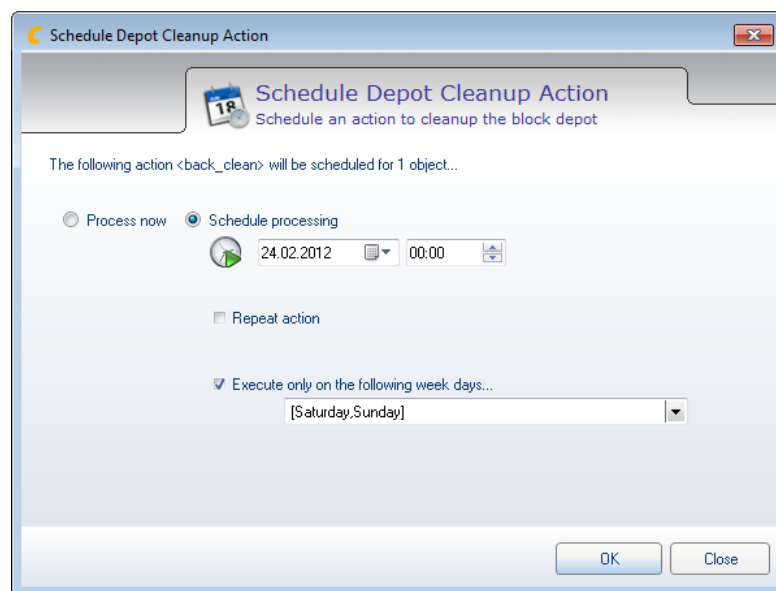 Schedule Depot Cleanup Action
Schedule Depot Cleanup Action
18
Schedule an action to cleanup the block depot
The following action <back_clean> will be scheduled for 1 object...
Process now
Schedule processing
24.02.2012
00:00
Repeat action
Execute only on the following week days...
[Saturday,Sunday]
OK
Close